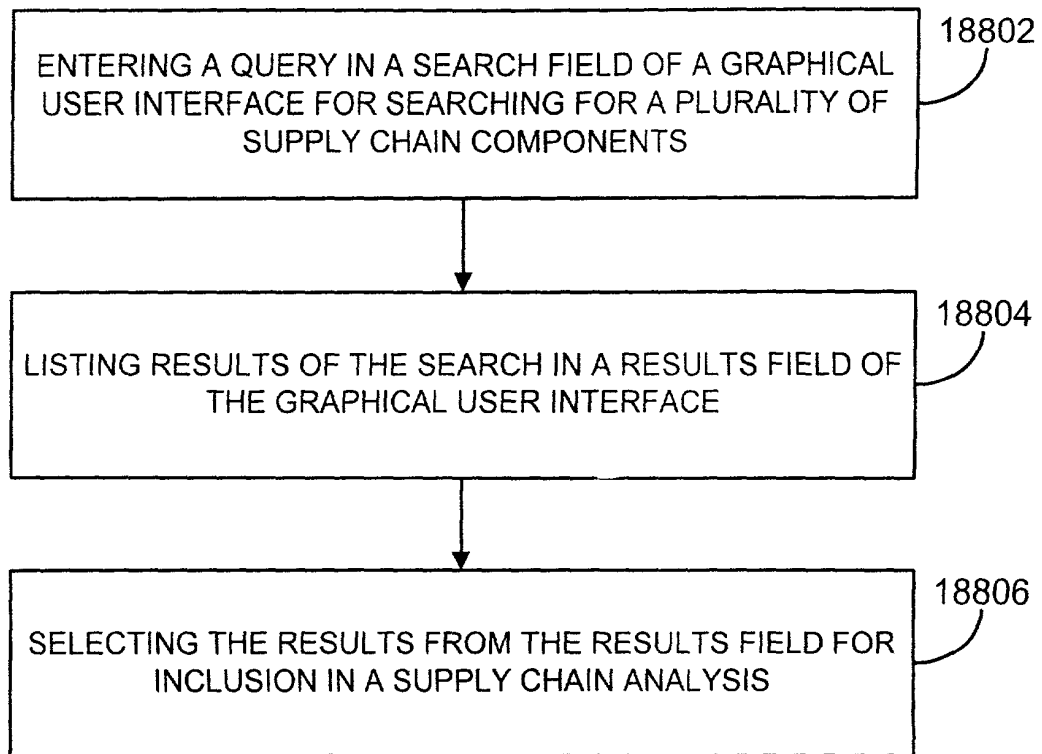 18802
ENTERING A QUERY IN A SEARCH FIELD OF A GRAPHICAL
USER INTERFACE FOR SEARCHING FOR A PLURALITY OF
SUPPLY CHAIN COMPONENTS
18804
LISTING RESULTS OF THE SEARCH IN A RESULTS FIELD OF
THE GRAPHICAL USER INTERFACE
18806
SELECTING THE RESULTS FROM THE RESULTS FIELD FOR
INCLUSION IN A SUPPLY CHAIN ANALYSIS